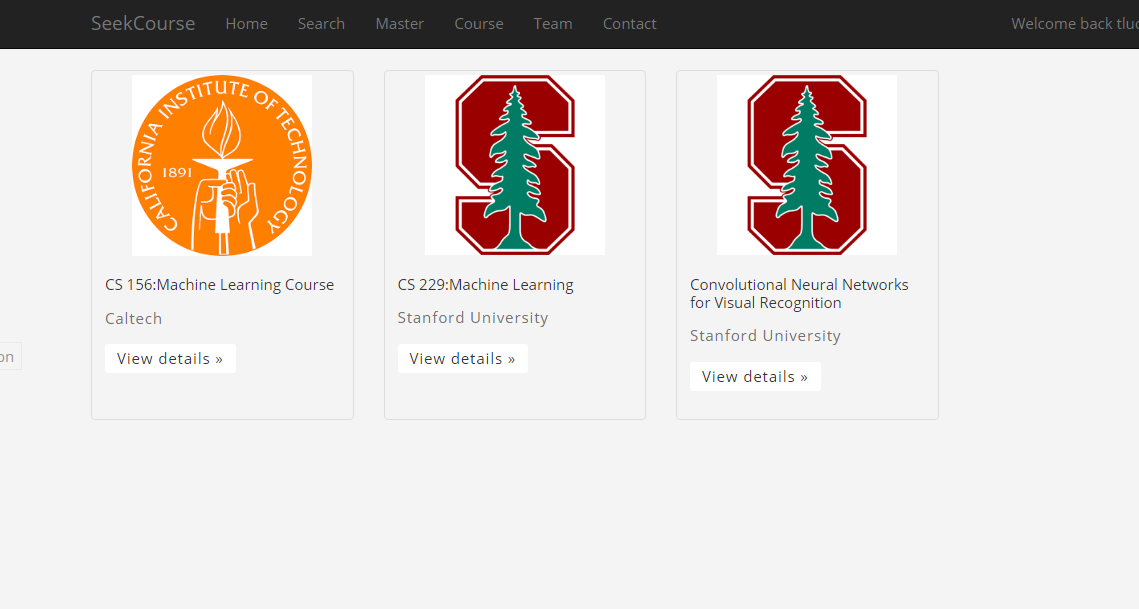 SeekCourse Home Search Master Course Team Contact Welcome back
CALIFORNIA INSTITUTE OF TECHNOLOGY
1891
CS 156:Machine Learning Course
Caltech
View details »
CS 229:Machine Learning
Stanford University
View details »
Convolutional Neural Networks
for Visual Recognition
Stanford University
View details »